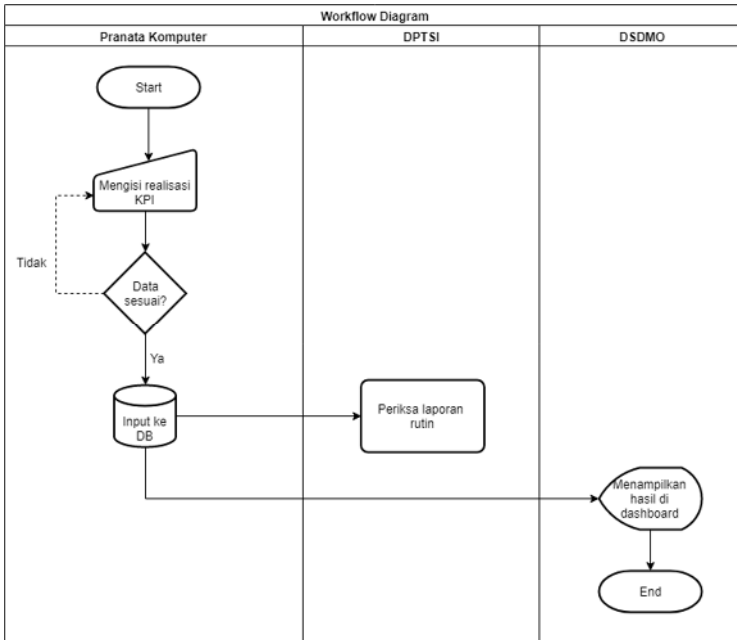 Workflow Diagram
Pranata Komputer
DPTSI
DSDMO
Start
Mengisi realisasi
KPI
Tidak
Data
sesuai?
Ya
Input ke
DB
Periksa laporan
rutin
Menampilkan
hasil di
dashboard
End